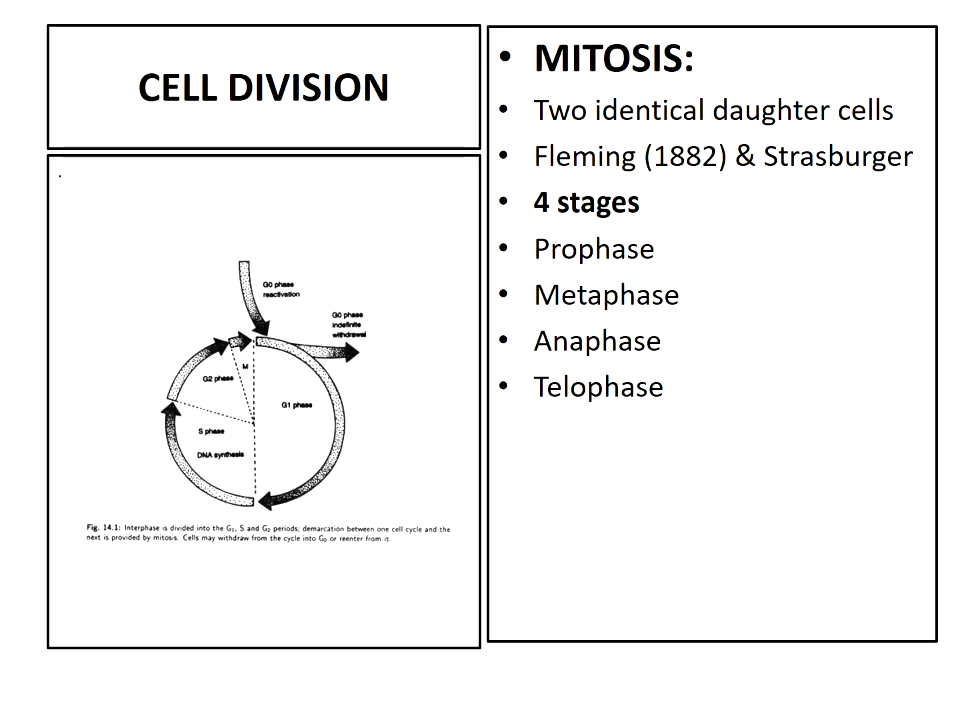 CELL DIVISION
.
G0 phase
reactivation
G0 phase
indefinite
withdrawal
M
G2 phase
G1 phase
S phase
DNA synthesis
Fig. 14.1: Interphase is divided into the G₁, S and G₂ periods; demarcation between one cell cycle and the
next is provided by mitosis. Cells may withdraw from the cycle into G₀ or reenter from it.
• MITOSIS:
• Two identical daughter cells
• Fleming (1882) & Strasburger
• 4 stages
• Prophase
• Metaphase
• Anaphase
• Telophase